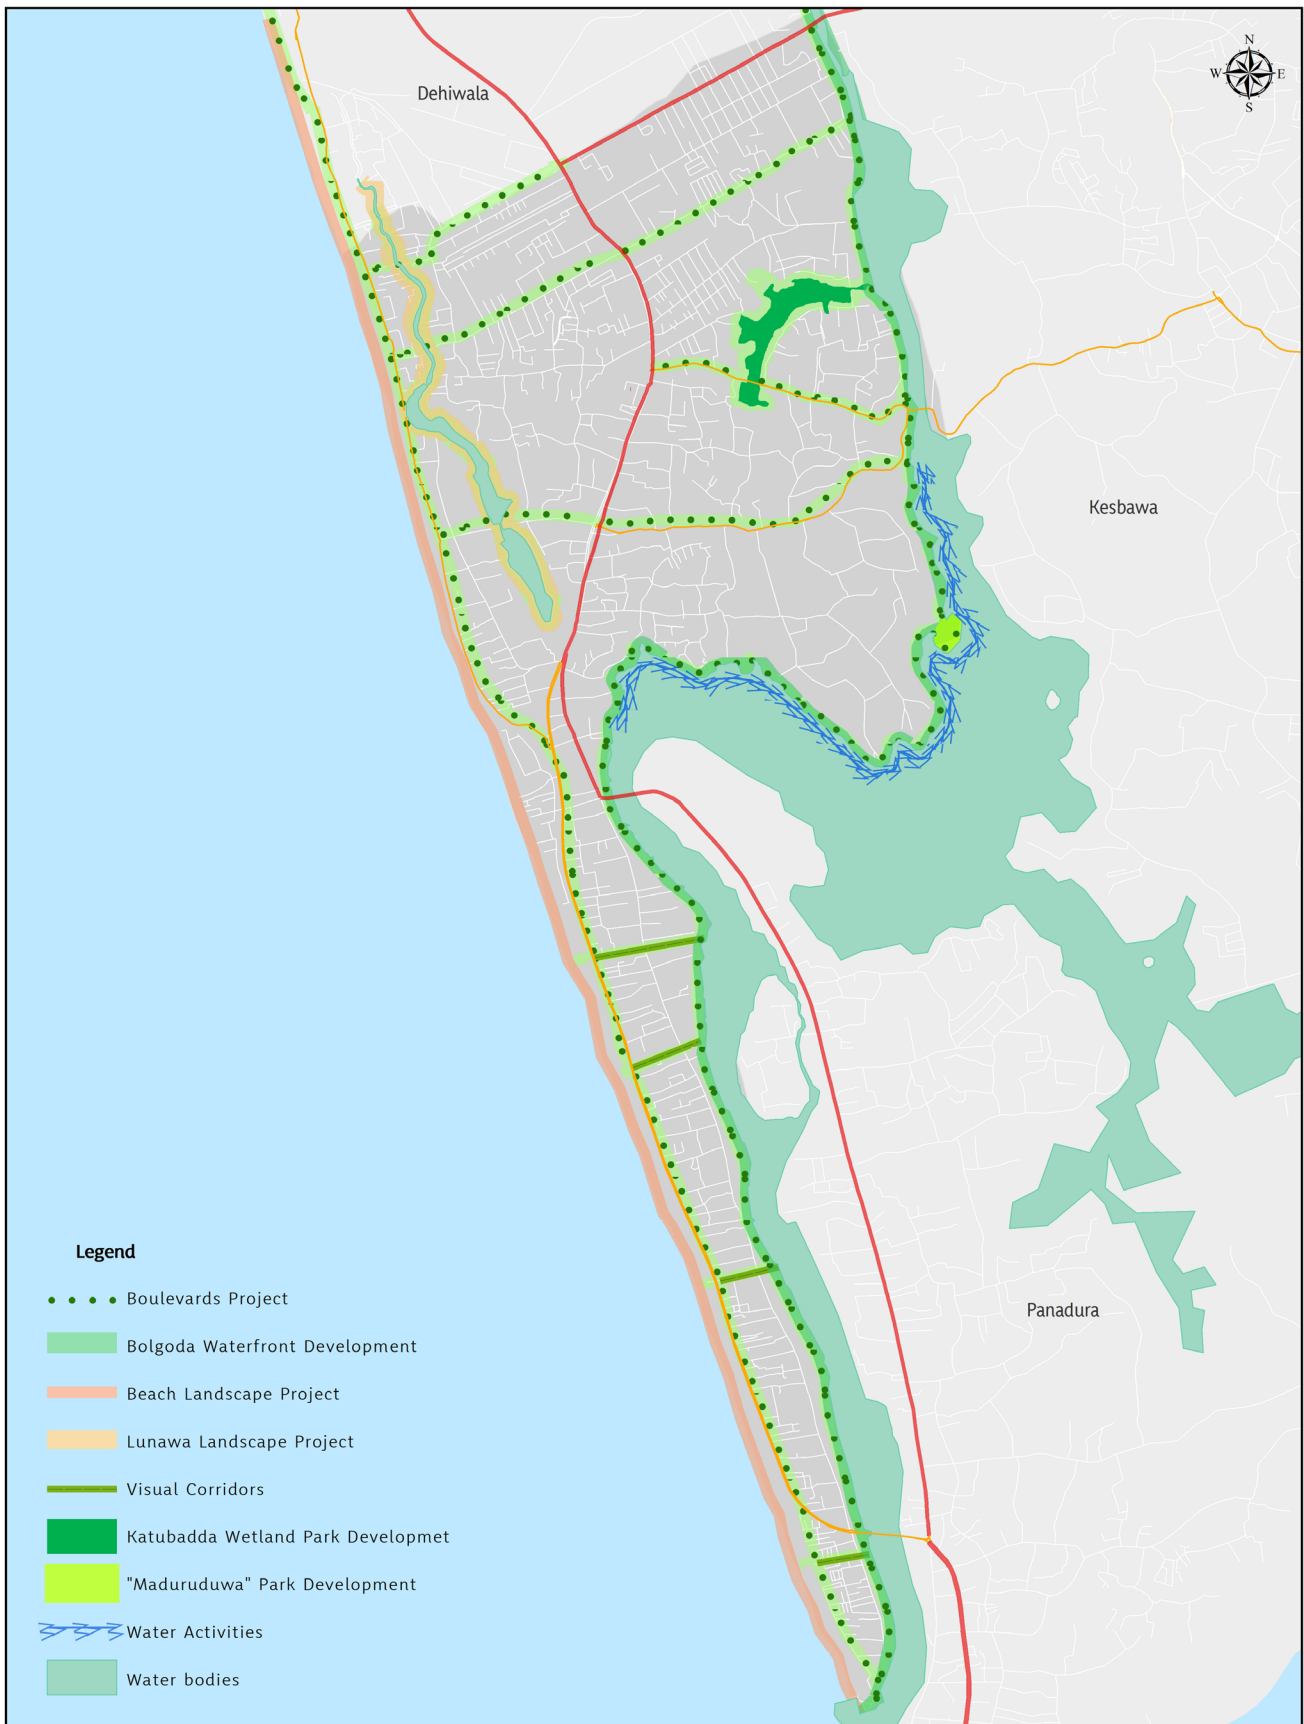 N
W E
S
Dehiwala
Kesbawa
Panadura
Legend
Boulevards Project
Bolgoda Waterfront Development
Beach Landscape Project
Lunawa Landscape Project
Visual Corridors
Katubadda Wetland Park Developmet
"Maduruduwa" Park Development
Water Activities
Water bodies